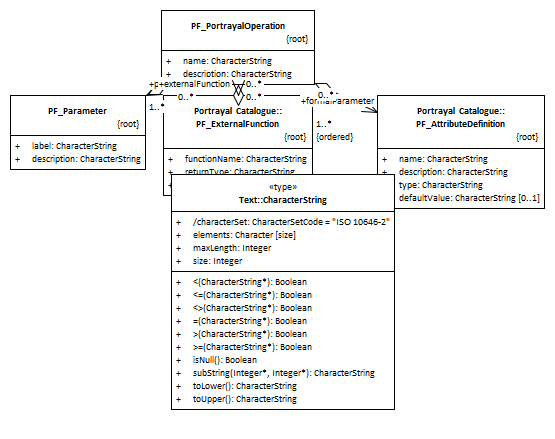 PF_PortrayalOperation
{root}
+ name: CharacterString
+ description: CharacterString
+externalFunction
0..*
0..*
0..*
0..*
+formalParameter
1..*
1..*
{ordered}
PF_Parameter
{root}
+ label: CharacterString
+ description: CharacterString
Portrayal Catalogue::
PF_ExternalFunction
{root}
+ functionName: CharacterString
+ returnType: CharacterString
+
Portrayal Catalogue::
PF_AttributeDefinition
{root}
+ name: CharacterString
+ description: CharacterString
type: CharacterString
defaultValue: CharacterString [0..1]
«type»
Text::CharacterString
+ /characterSet: CharacterSetCode = "ISO 10646-2"
+ elements: Character [size]
+ maxLength: Integer
+ size: Integer
+ <(CharacterString*): Boolean
+ <=(CharacterString*): Boolean
+ <>(CharacterString*): Boolean
+ =(CharacterString*): Boolean
+ >(CharacterString*): Boolean
+ >=(CharacterString*): Boolean
+ isNull(): Boolean
+ subString(Integer*, Integer*): CharacterString
+ toLower(): CharacterString
+ toUpper(): CharacterString